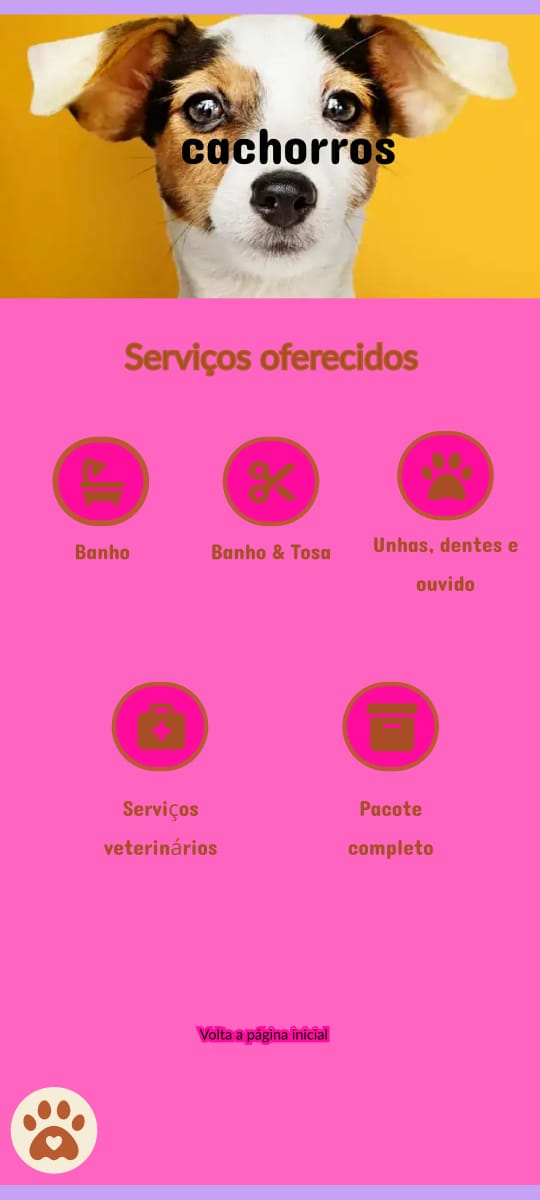 cachorros
Serviços oferecidos
Banho
Banho & Tosa
Unhas, dentes e
ouvido
Serviços
veterinários
Pacote
completo
Volta a página inicial